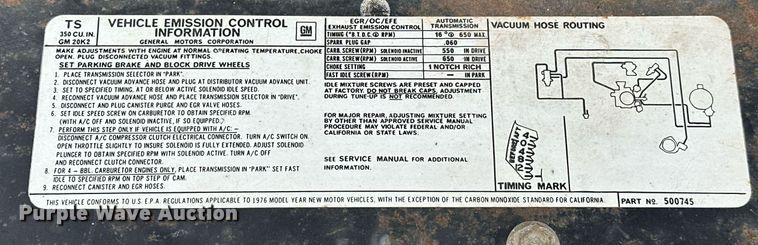 TS
350 CU. IN.
GM 20K2
VEHICLE EMISSION CONTROL
INFORMATION
GENERAL MOTORS CORPORATION
GM
MAKE ADJUSTMENTS WITH ENGINE AT NORMAL OPERATING TEMPERATURE, CHOKE
OPEN. PLUG DISCONNECTED VACUUM FITTINGS.
SET PARKING BRAKE AND BLOCK DRIVE WHEELS
1. PLACE TRANSMISSION SELECTOR IN "PARK".
2. DISCONNECT VACUUM ADVANCE HOSE AND PLUG AT DISTRIBUTOR VACUUM ADVANCE UNIT.
3. SET TO SPECIFIED TIMING, AT OR BELOW ACTIVE SOLENOID IDLE SPEED.
4. RECONNECT VACUUM ADVANCE HOSE AND PLACE TRANSMISSION SELECTOR IN "DRIVE".
5. DISCONNECT AND PLUG CANISTER PURGE AND EGR VALVE HOSES.
6. SET IDLE SPEED SCREW ON CARBURETOR TO OBTAIN SPECIFIED RPM.
(WITH A/C OFF AND SOLENOID INACTIVE, IF SO EQUIPPED.)
7. PERFORM THIS STEP ONLY IF VEHICLE IS EQUIPPED WITH A/C:-
DISCONNECT A/C COMPRESSOR CLUTCH ELECTRICAL CONNECTOR. TURN A/C SWITCH ON.
OPEN THROTTLE SLIGHTLY TO INSURE SOLENOID IS FULLY EXTENDED. ADJUST SOLENOID
PLUNGER TO OBTAIN SPECIFIED RPM WITH SOLENOID ACTIVE. TURN A/C OFF
AND RECONNECT CLUTCH CONNECTOR.
8. FOR 4-BBL. CARBURETOR ENGINES ONLY, PLACE TRANSMISSION IN "PARK" SET FAST
IDLE TO SPECIFIED RPM ON TOP STEP OF CAM.
9. RECONNECT CANISTER AND EGR HOSES.
EGR/OC/EFE
EXHAUST EMISSION CONTROL
AUTOMATIC
TRANSMISSION
TIMING (°B.T.D.C. @ RPM) 16° @ 650 MAX
SPARK PLUG GAP .060
CARB. SCREW (RPM) SOLENOID INACTIVE 550 IN DRIVE
CARB. SCREW (RPM) SOLENOID ACTIVE 650 IN DRIVE
CHOKE SETTING 1 NOTCH RICH
FAST IDLE SCREW (RPM) — IN PARK
IDLE MIXTURE SCREWS ARE PRESET AND CAPPED
AT FACTORY. DO NOT BREAK CAPS. ADJUSTMENT
DURING TUNE-UP IS NOT RECOMMENDED.
FOR MAJOR REPAIR, ADJUSTING MIXTURE SETTING
BY OTHER THAN APPROVED SERVICE MANUAL
PROCEDURE MAY VIOLATE FEDERAL AND/OR
CALIFORNIA OR STATE LAWS.
SEE SERVICE MANUAL FOR ADDITIONAL
INFORMATION.
VACUUM HOSE ROUTING
TIMING MARK
THIS VEHICLE CONFORMS TO U.S. E.P.A. REGULATIONS APPLICABLE TO 1976 MODEL YEAR NEW MOTOR VEHICLES, WITH THE EXCEPTION OF THE CARBON MONOXIDE STANDARD FOR CALIFORNIA.
PART NO. 500745
Purple Wave Auction